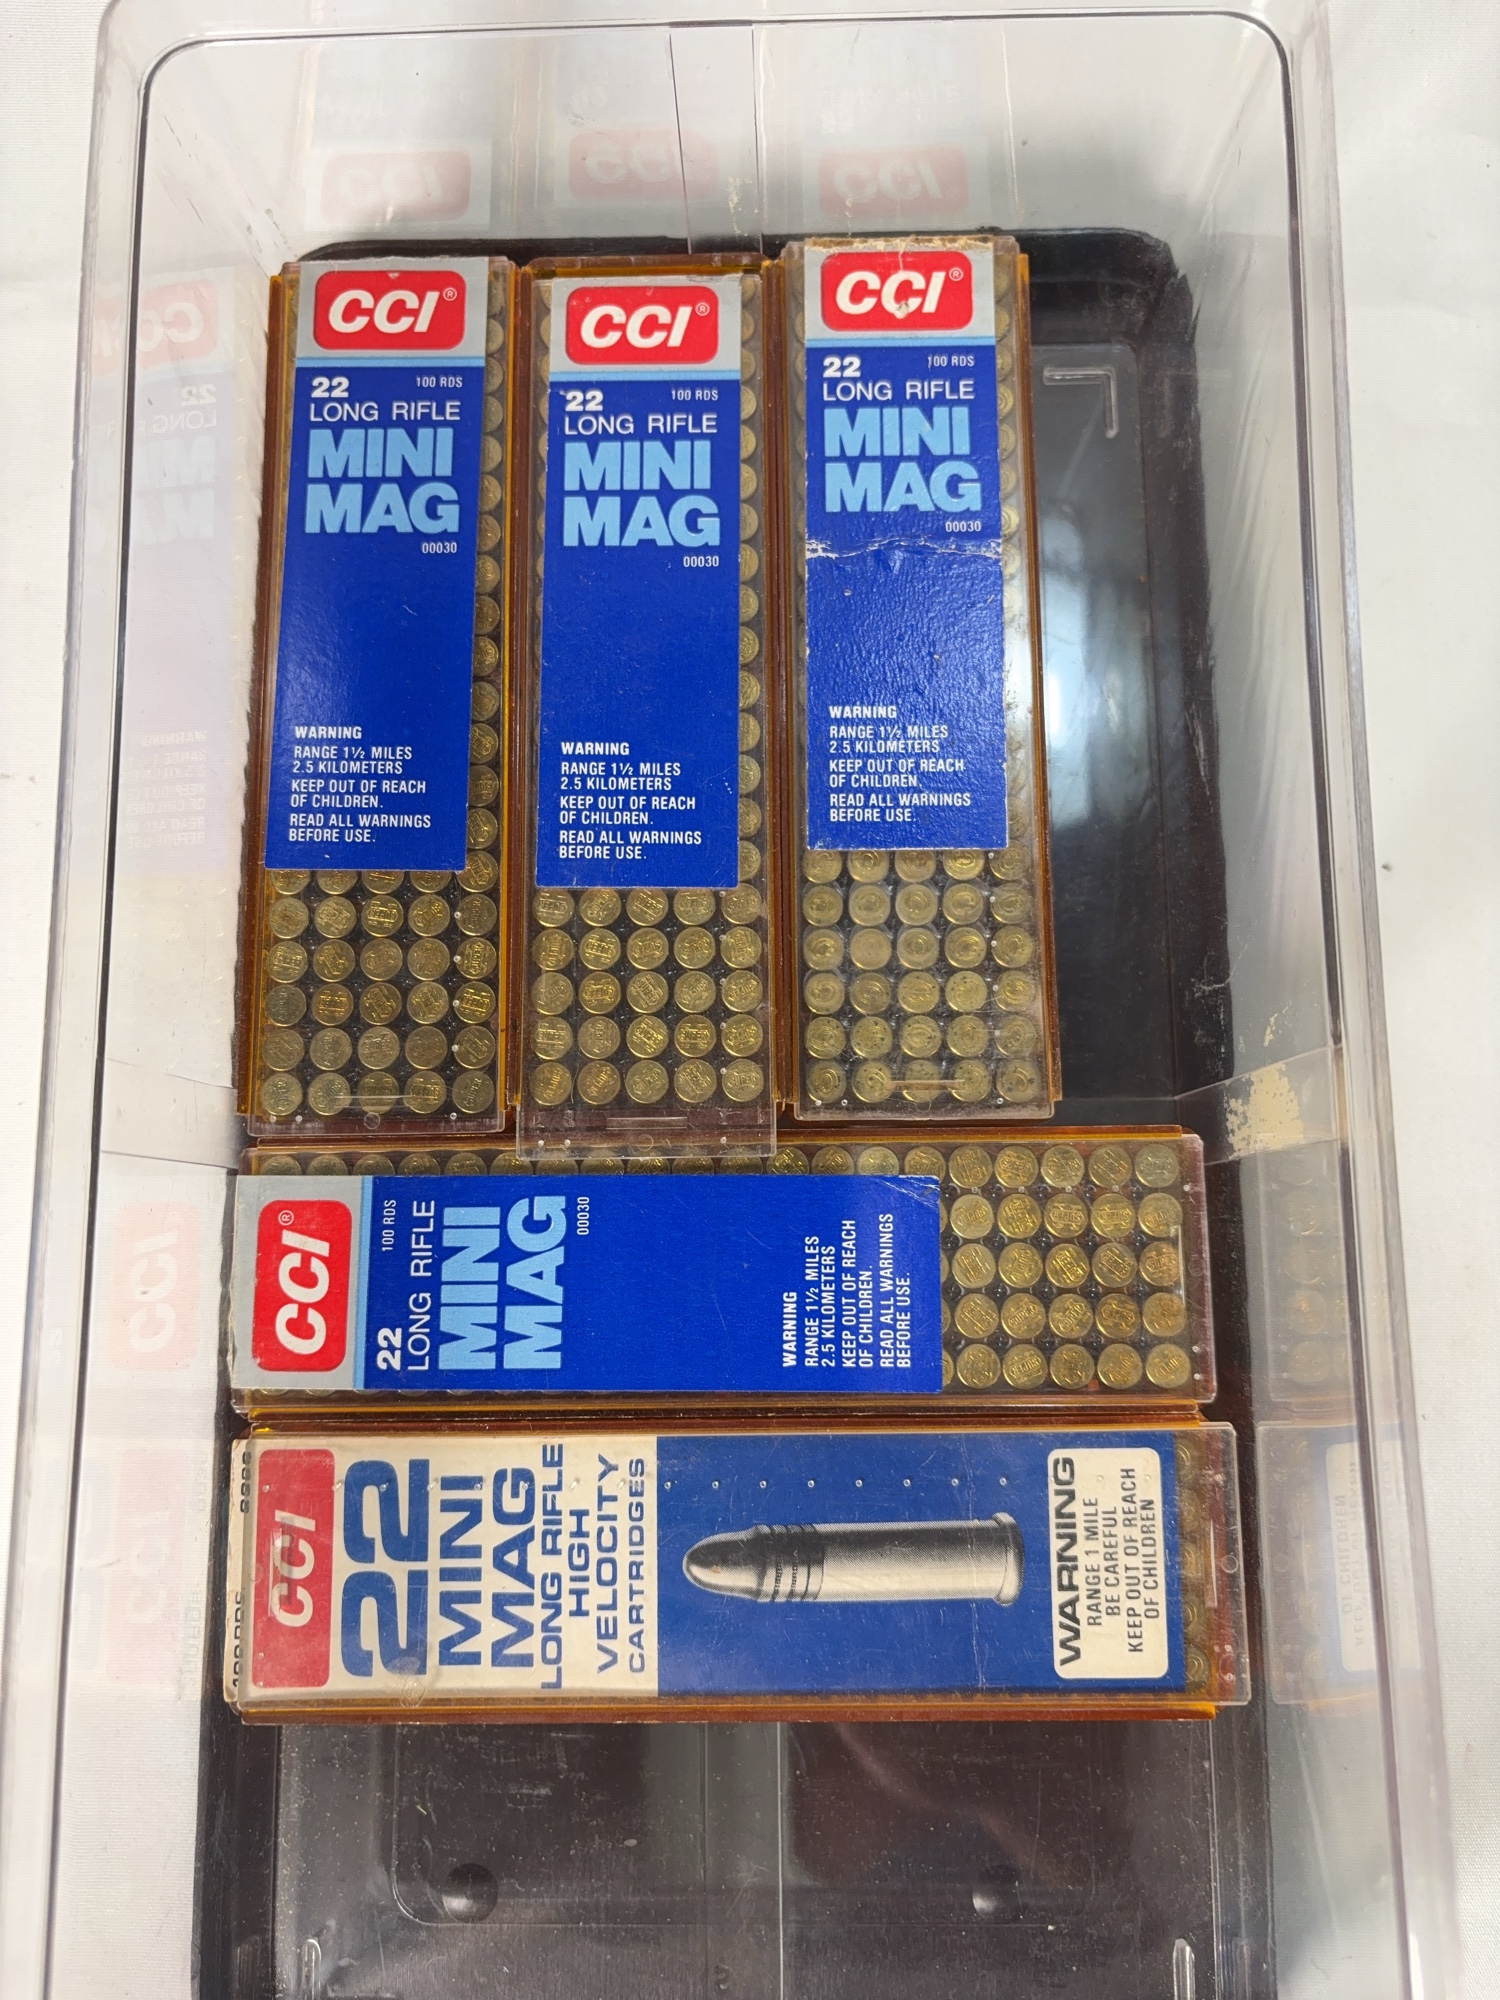 CCI®
22 100 RDS
LONG RIFLE
MINI
MAG
00030
WARNING
RANGE 1½ MILES
2.5 KILOMETERS
KEEP OUT OF REACH
OF CHILDREN.
READ ALL WARNINGS
BEFORE USE.
CCI®
22 100 RDS
LONG RIFLE
MINI
MAG
00030
WARNING
RANGE 1½ MILES
2.5 KILOMETERS
KEEP OUT OF REACH
OF CHILDREN.
READ ALL WARNINGS
BEFORE USE.
CCI®
22 100 RDS
LONG RIFLE
MINI
MAG
00030
WARNING
RANGE 1½ MILES
2.5 KILOMETERS
KEEP OUT OF REACH
OF CHILDREN.
READ ALL WARNINGS
BEFORE USE.
CCI®
22 100 RDS
LONG RIFLE
MINI
MAG
00030
WARNING
RANGE 1½ MILES
2.5 KILOMETERS
KEEP OUT OF REACH
OF CHILDREN.
READ ALL WARNINGS
BEFORE USE.
CCI
22
MINI
MAG
LONG RIFLE
HIGH
VELOCITY
CARTRIDGES
WARNING
RANGE 1 MILE
BE CAREFUL
KEEP OUT OF REACH
OF CHILDREN